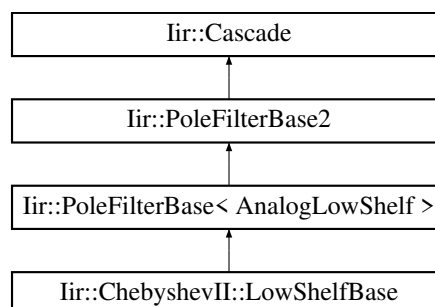 Iir::Cascade
Iir::PoleFilterBase2
Iir::PoleFilterBase< AnalogLowShelf >
Iir::ChebyshevII::LowShelfBase